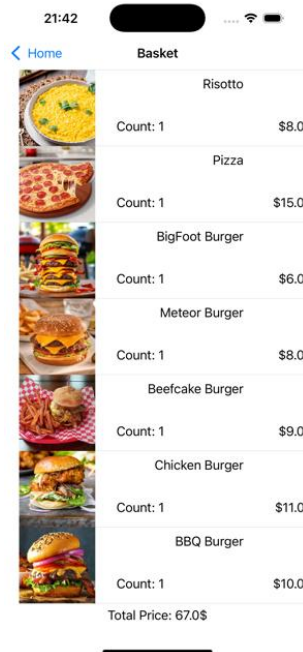 21:42
Home
Basket
Risotto
Count: 1
$8.0
Pizza
Count: 1
$15.0
BigFoot Burger
Count: 1
$6.0
Meteor Burger
Count: 1
$8.0
Beefcake Burger
Count: 1
$9.0
Chicken Burger
Count: 1
$11.0
BBQ Burger
Count: 1
$10.0
Total Price: 67.0$